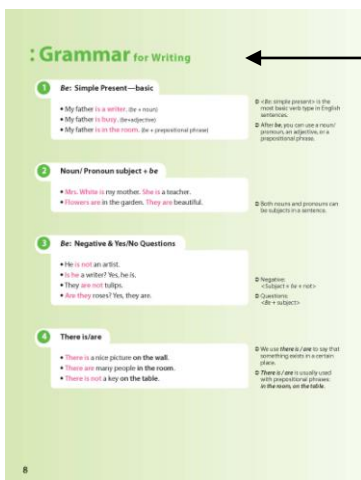 : Grammar for Writing
1 Be: Simple Present—basic
• My father is a writer. (be + noun)
• My father is busy. (be+adjective)
• My father is in the room. (be + prepositional phrase)
<Be: simple present> is the
most basic verb type in English
sentences.
After be, you can use a noun/
pronoun, an adjective, or a
prepositional phrase.
2 Noun/ Pronoun subject + be
• Mrs. White is my mother. She is a teacher.
• Flowers are in the garden. They are beautiful.
Both nouns and pronouns can
be subjects in a sentence.
3 Be: Negative & Yes/No Questions
• He is not an artist.
• Is he a writer? Yes, he is.
• They are not tulips.
• Are they roses? Yes, they are.
Negative:
<Subject + be + not>
Questions:
<Be + subject>
4 There is/are
• There is a nice picture on the wall.
• There are many people in the room.
• There is not a key on the table.
We use there is / are to say that
something exists in a certain
place.
There is / are is usually used
with prepositional phrases:
in the room, on the table.
8